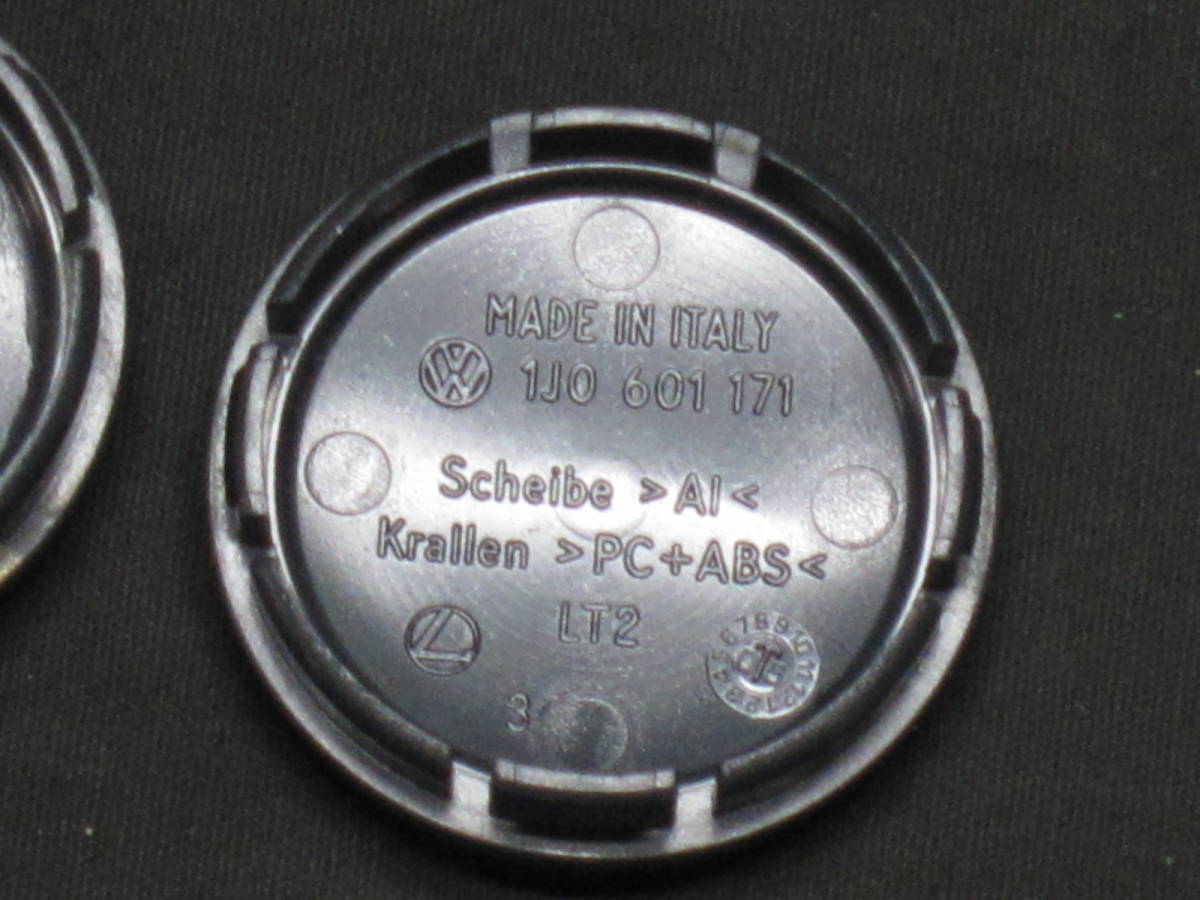 MADE IN ITALY
1J0 601 171
Scheibe >Al<
Krallen >PC+ABS<
LT2
3